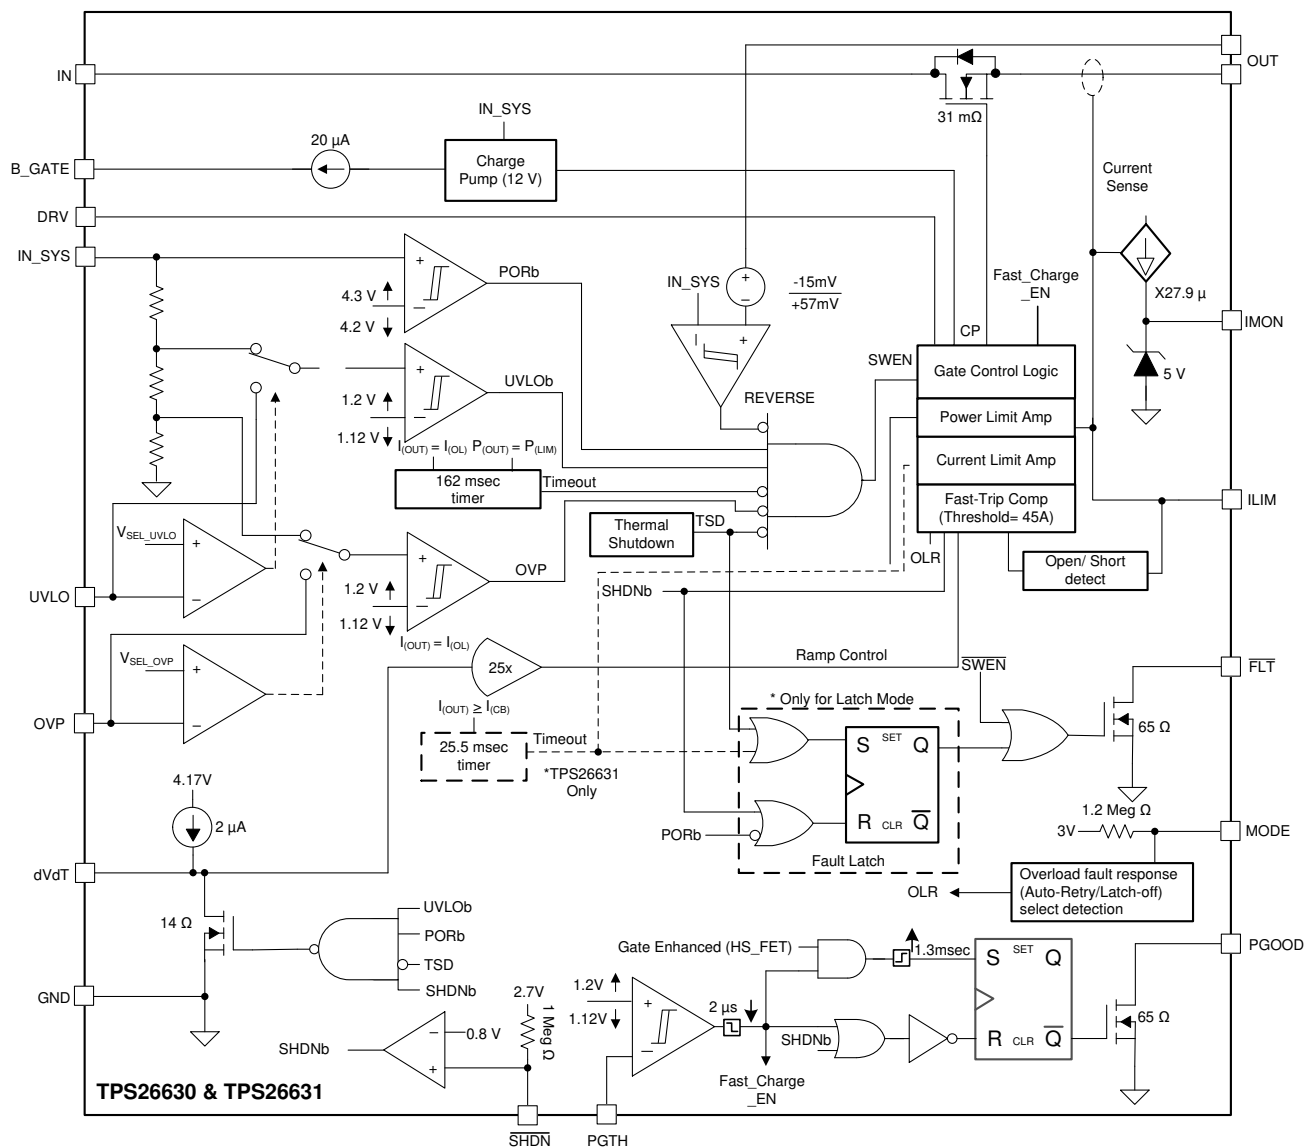 OUT
IN
31 mΩ
IN_SYS
20 µA
Charge
Pump (12 V)
B_GATE
Current
Sense
DRV
IN_SYS
PORb
4.3 V
4.2 V
IN_SYS
-15mV
+57mV
Fast_Charge
_EN
X27.9 µ
CP
IMON
SWEN
Gate Control Logic
5 V
UVLOb
1.2 V
1.12 V
REVERSE
Power Limit Amp
I(OUT) = I(OL) P(OUT) = P(LIM)
Current Limit Amp
162 msec
timer
Timeout
Fast-Trip Comp
(Threshold= 45A)
ILIM
Thermal
Shutdown
TSD
VSEL_UVLO
OLR
Open/ Short
detect
OVP
1.2 V
1.12 V
SHDNb
UVLO
I(OUT) = I(OL)
25x
Ramp Control
SWEN
FLT
VSEL_OVP
* Only for Latch Mode
I(OUT) ≥ I(CB)
OVP
25.5 msec
timer
Timeout
*TPS26631
Only
S SET Q
65 Ω
4.17V
2 µA
R CLR Q
PORb
Fault Latch
1.2 Meg Ω
3V
MODE
dVdT
Overload fault response
(Auto-Retry/Latch-off)
select detection
OLR
14 Ω
UVLOb
PORb
TSD
SHDNb
Gate Enhanced (HS_FET)
1.3msec
PGOOD
S SET Q
GND
1.2V
1.12V
2.7V
1 Meg Ω
2 µs
65 Ω
0.8 V
SHDNb
SHDNb
R CLR Q
Fast_Charge
_EN
TPS26630 & TPS26631
SHDN
PGTH